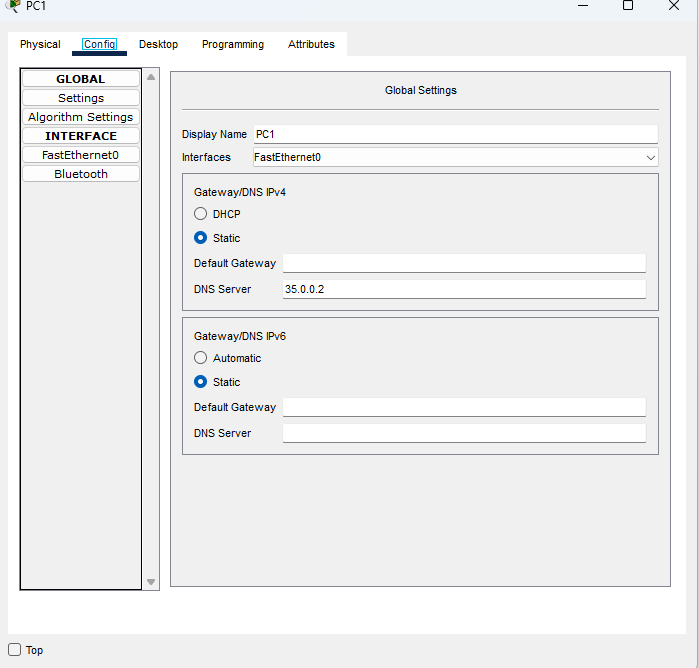 PC1
Physical Config Desktop Programming Attributes
GLOBAL
Settings
Algorithm Settings
INTERFACE
FastEthernet0
Bluetooth
Global Settings
Display Name PC1
Interfaces FastEthernet0
Gateway/DNS IPv4
DHCP
Static
Default Gateway
DNS Server 35.0.0.2
Gateway/DNS IPv6
Automatic
Static
Default Gateway
DNS Server
Top